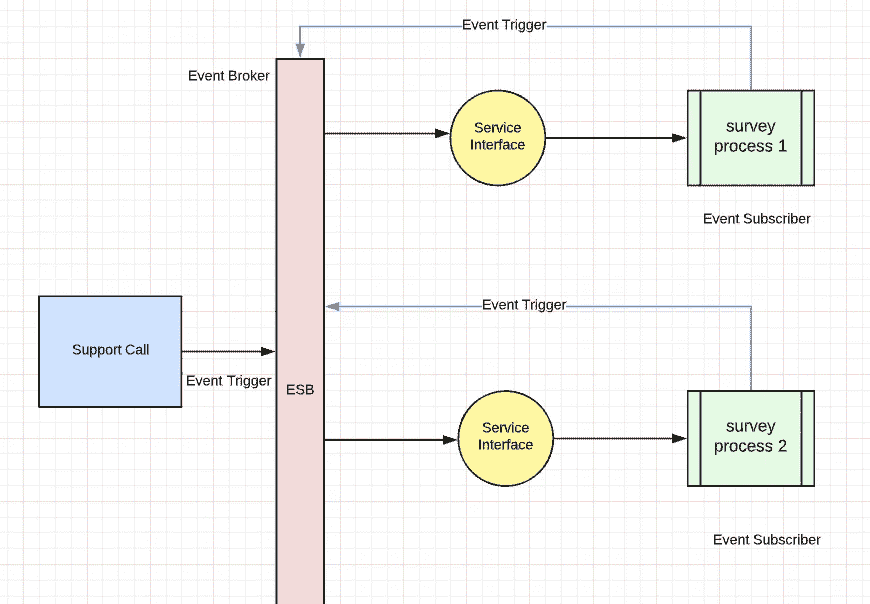 Event Trigger
Event Broker
Service
Interface
survey
process 1
Event Subscriber
Event Trigger
Support Call
Event Trigger
ESB
Service
Interface
survey
process 2
Event Subscriber